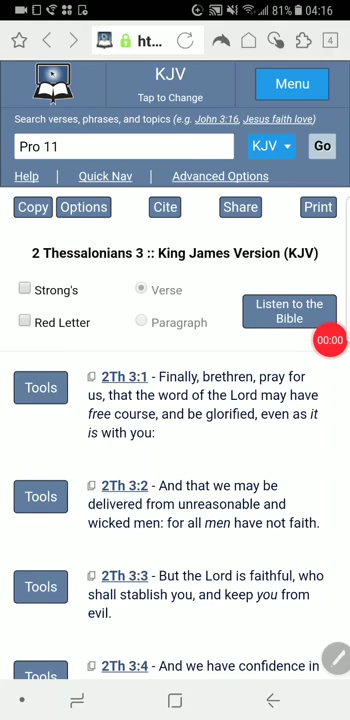 81% 04:16
ht... 4
KJV
Tap to Change
Menu
Search verses, phrases, and topics (e.g. John 3:16, Jesus faith love)
Pro 11 KJV Go
Help | Quick Nav | Advanced Options
Copy Options Cite Share Print
2 Thessalonians 3 :: King James Version (KJV)
Strong's Verse
Listen to the
Bible
Red Letter Paragraph
00:00
Tools
2Th 3:1 - Finally, brethren, pray for
us, that the word of the Lord may have
free course, and be glorified, even as it
is with you:
Tools
2Th 3:2 - And that we may be
delivered from unreasonable and
wicked men: for all men have not faith.
Tools
2Th 3:3 - But the Lord is faithful, who
shall stablish you, and keep you from
evil.
Tools
2Th 3:4 - And we have confidence in